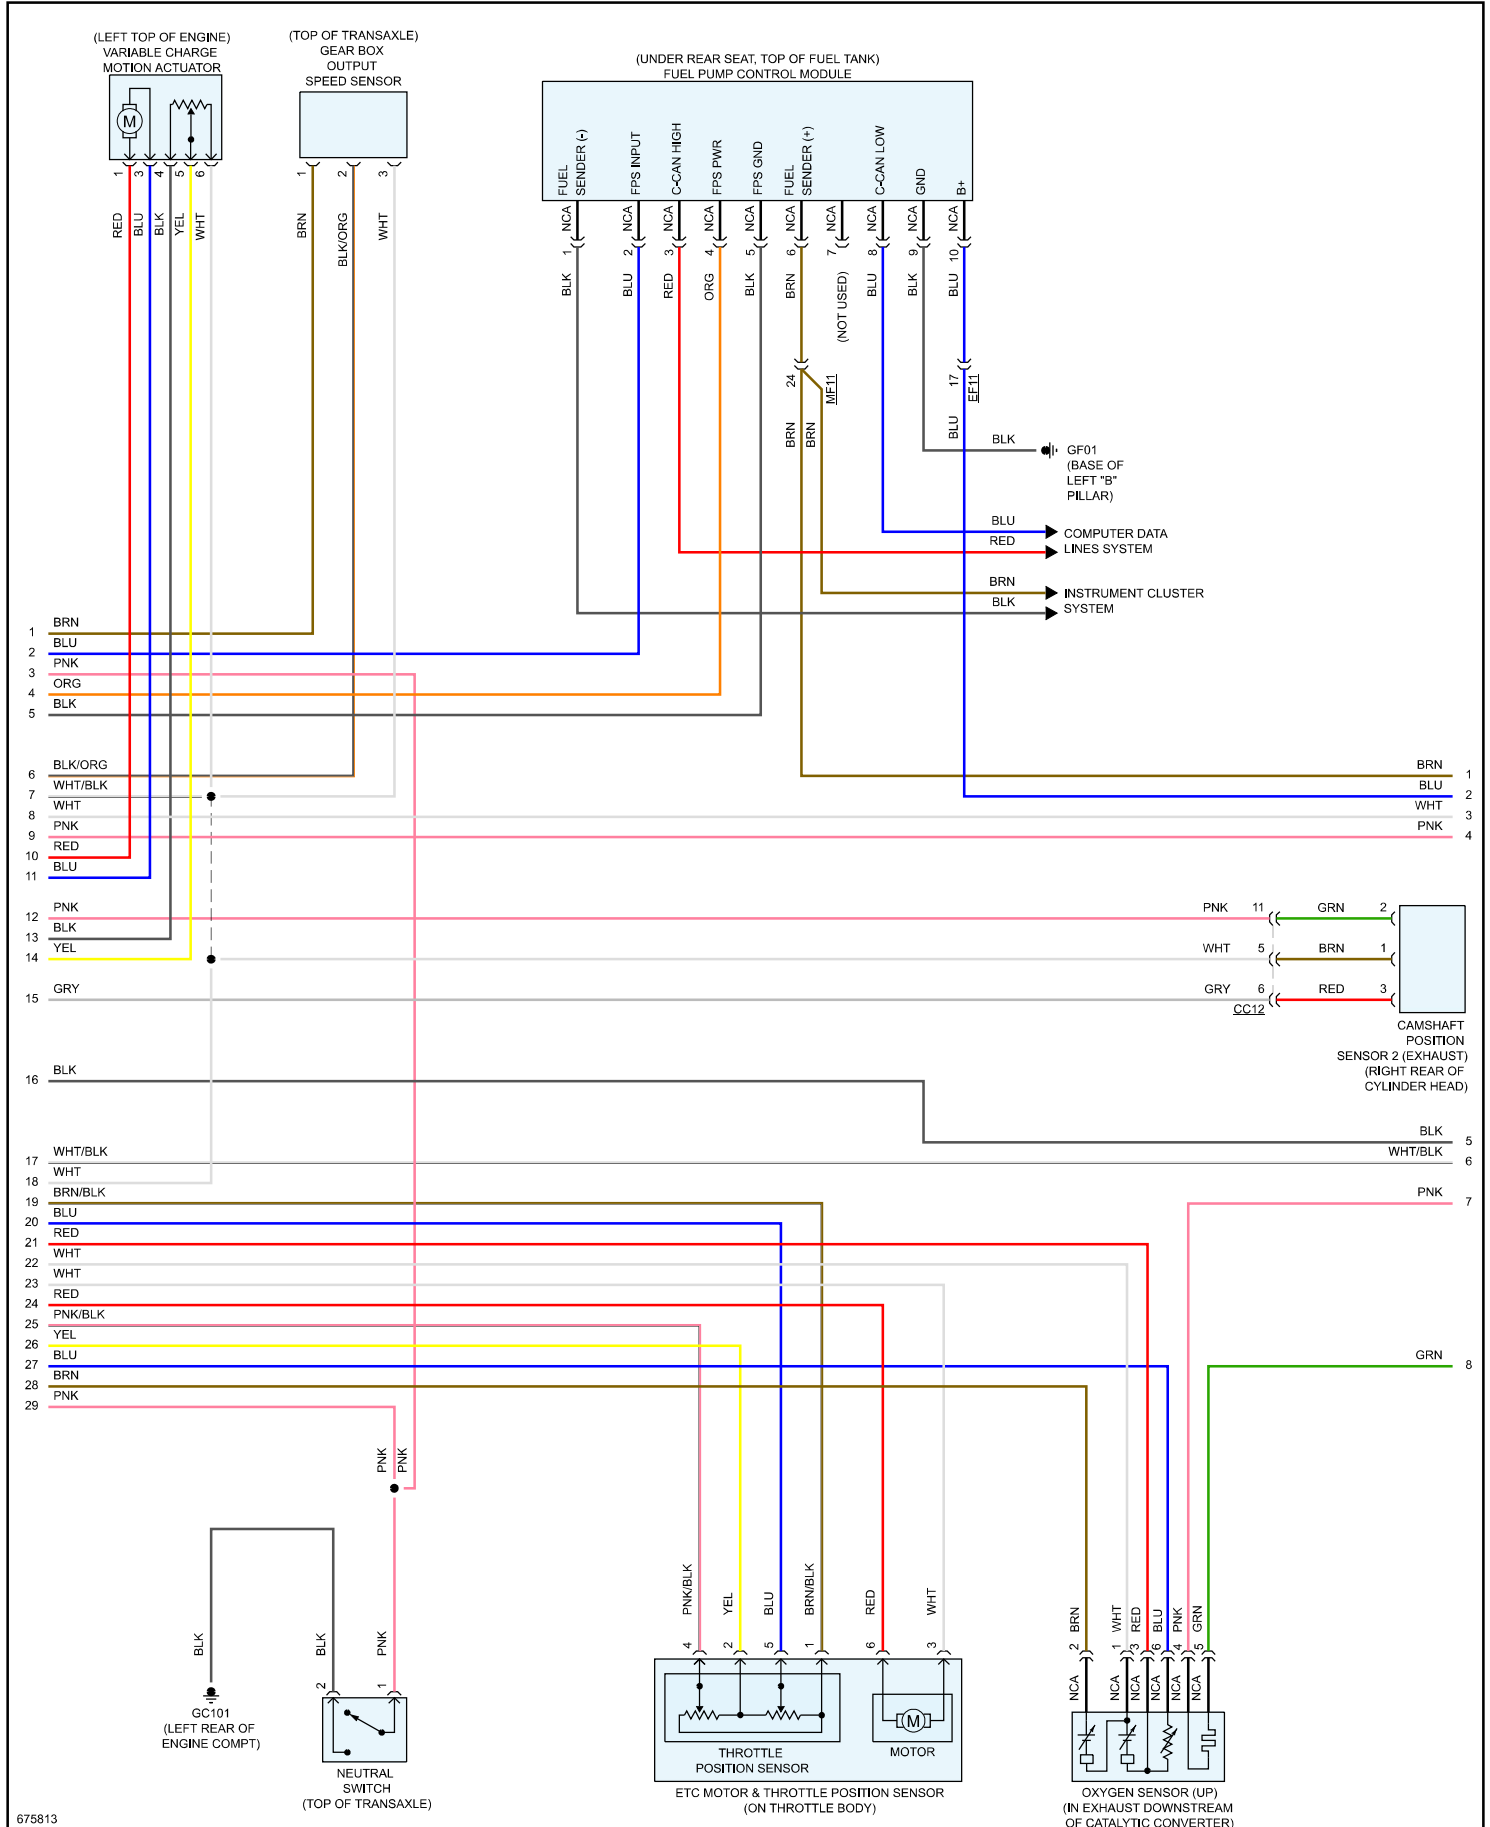 (LEFT TOP OF ENGINE)
VARIABLE CHARGE
MOTION ACTUATOR
M
1
3
4
5
6
RED
BLU
BLK
YEL
WHT
(TOP OF TRANSAXLE)
GEAR BOX
OUTPUT
SPEED SENSOR
1
2
3
BRN
BLK/ORG
WHT
(UNDER REAR SEAT, TOP OF FUEL TANK)
FUEL PUMP CONTROL MODULE
FUEL
SENDER (-)
FPS INPUT
C-CAN HIGH
FPS PWR
FPS GND
FUEL
SENDER (+)
C-CAN LOW
GND
B+
NCA
NCA
NCA
NCA
NCA
NCA
NCA
NCA
NCA
NCA
1
2
3
4
5
6
7
8
9
10
BLK
BLU
RED
ORG
BLK
BRN
(NOT USED)
BLU
BLK
BLU
24
MF11
17
EF11
BRN
BRN
BLU
BLK
GF01
(BASE OF
LEFT "B"
PILLAR)
BLU
RED
COMPUTER DATA
LINES SYSTEM
BRN
BLK
INSTRUMENT CLUSTER
SYSTEM
1 BRN
2 BLU
3 PNK
4 ORG
5 BLK
6 BLK/ORG
7 WHT/BLK
8 WHT
9 PNK
10 RED
11 BLU
12 PNK
13 BLK
14 YEL
15 GRY
16 BLK
17 WHT/BLK
18 WHT
19 BRN/BLK
20 BLU
21 RED
22 WHT
23 WHT
24 RED
25 PNK/BLK
26 YEL
27 BLU
28 BRN
29 PNK
BRN 1
BLU 2
WHT 3
PNK 4
PNK 11 GRN 2
WHT 5 BRN 1
GRY 6 RED 3
CC12
CAMSHAFT
POSITION
SENSOR 2 (EXHAUST)
(RIGHT REAR OF
CYLINDER HEAD)
BLK 5
WHT/BLK 6
PNK 7
GRN 8
PNK
PNK
BLK
BLK
PNK
2
1
GC101
(LEFT REAR OF
ENGINE COMPT)
NEUTRAL
SWITCH
(TOP OF TRANSAXLE)
PNK/BLK
YEL
BLU
BRN/BLK
RED
WHT
4
2
5
1
6
3
M
THROTTLE
POSITION SENSOR
MOTOR
ETC MOTOR & THROTTLE POSITION SENSOR
(ON THROTTLE BODY)
BRN
WHT
RED
BLU
PNK
GRN
2
1
3
6
4
5
NCA
NCA
NCA
NCA
NCA
NCA
OXYGEN SENSOR (UP)
(IN EXHAUST DOWNSTREAM
OF CATALYTIC CONVERTER)
675813